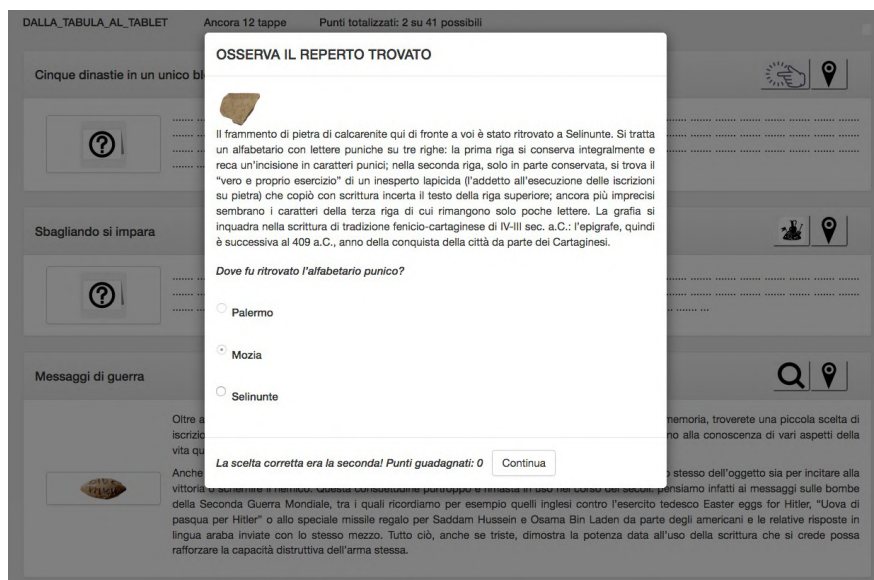 DALLA_TABULA_AL_TABLET Ancora 12 tappe Punti totalizzati: 2 su 41 possibili
OSSERVA IL REPERTO TROVATO
Il frammento di pietra di calcarenite qui di fronte a voi è stato ritrovato a Selinunte. Si tratta
un alfabetario con lettere puniche su tre righe: la prima riga si conserva integralmente e
reca un'incisione in caratteri punici; nella seconda riga, solo in parte conservata, si trova il
“vero e proprio esercizio” di un inesperto lapicida (l'addetto all'esecuzione delle iscrizioni
su pietra) che copiò con scrittura incerta il testo della riga superiore; ancora più imprecisi
sembrano i caratteri della terza riga di cui rimangono solo poche lettere. La grafia si
inquadra nella scrittura di tradizione fenicio-cartaginese di IV-III sec. a.C.: l'epigrafe, quindi
è successiva al 409 a.C., anno della conquista della città da parte dei Cartaginesi.
Dove fu ritrovato l'alfabetario punico?
Palermo
Mozia
Selinunte
La scelta corretta era la seconda! Punti guadagnati: 0 Continua
Cinque dinastie in un unico
Sbagliando si impara
Messaggi di guerra
Oltre a memoria, troverete una piccola scelta di
alla conoscenza di vari aspetti della
vita
Anche stesso dell'oggetto sia per incitare alla
vittoria o schernire il nemico. Questa consuetudine purtroppo è rimasta in uso nel corso dei secoli: pensiamo infatti ai messaggi sulle bombe
della Seconda Guerra Mondiale, tra i quali ricordiamo per esempio quelli inglesi contro l'esercito tedesco Easter eggs for Hitler, “Uova di
pasqua per Hitler” o allo speciale missile regalo per Saddam Hussein e Osama Bin Laden da parte degli americani e le relative risposte in
lingua araba inviate con lo stesso mezzo. Tutto ciò, anche se triste, dimostra la potenza data all'uso della scrittura che si crede possa
rafforzare la capacità distruttiva dell'arma stessa.